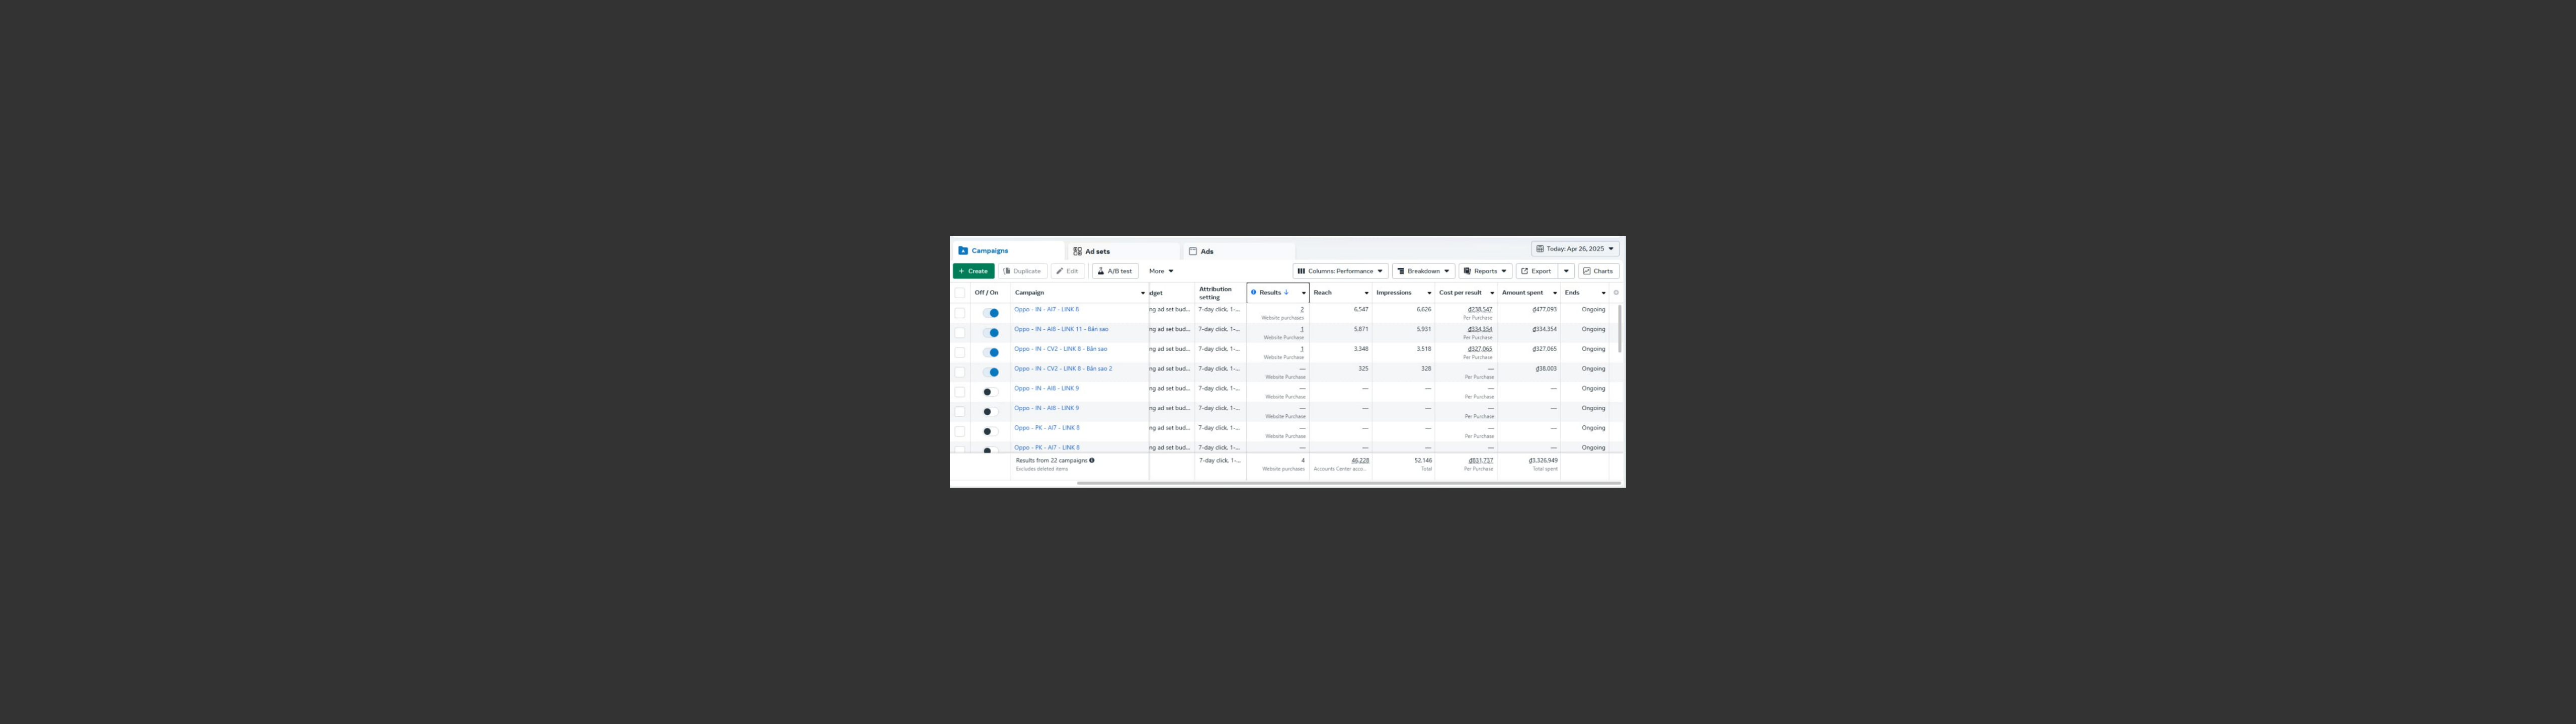 Campaigns Ad sets Ads Today: Apr 26, 2025
+ Create Duplicate Edit A/B test More Columns: Performance Breakdown Reports Export Charts
Off / On Campaign dget Attribution setting Results ↓ Reach Impressions Cost per result Amount spent Ends
Oppo - IN - AI7 - LINK 8 ng ad set bud... 7-day click, 1-... 2 6,547 6,626 ₫238,547 ₫477,093 Ongoing
Website purchases Per Purchase
Oppo - IN - AI8 - LINK 11 - Bản sao ng ad set bud... 7-day click, 1-... 1 5,871 5,931 ₫334,354 ₫334,354 Ongoing
Website Purchase Per Purchase
Oppo - IN - CV2 - LINK 8 - Bản sao ng ad set bud... 7-day click, 1-... 1 3,348 3,518 ₫327,065 ₫327,065 Ongoing
Website Purchase Per Purchase
Oppo - IN - CV2 - LINK 8 - Bản sao 2 ng ad set bud... 7-day click, 1-... — 325 328 — ₫38,003 Ongoing
Website Purchase Per Purchase
Oppo - IN - AI8 - LINK 9 ng ad set bud... 7-day click, 1-... — — — — — Ongoing
Website Purchase Per Purchase
Oppo - IN - AI8 - LINK 9 ng ad set bud... 7-day click, 1-... — — — — — Ongoing
Website Purchase Per Purchase
Oppo - PK - AI7 - LINK 8 ng ad set bud... 7-day click, 1-... — — — — — Ongoing
Website Purchase Per Purchase
Oppo - PK - AI7 - LINK 8 ng ad set bud... 7-day click, 1-... — — — — — Ongoing
Results from 22 campaigns 7-day click, 1-... 4 46,228 52,146 ₫831,737 ₫3,326,949
Excludes deleted items Website purchases Accounts Center acco... Total Per Purchase Total spent